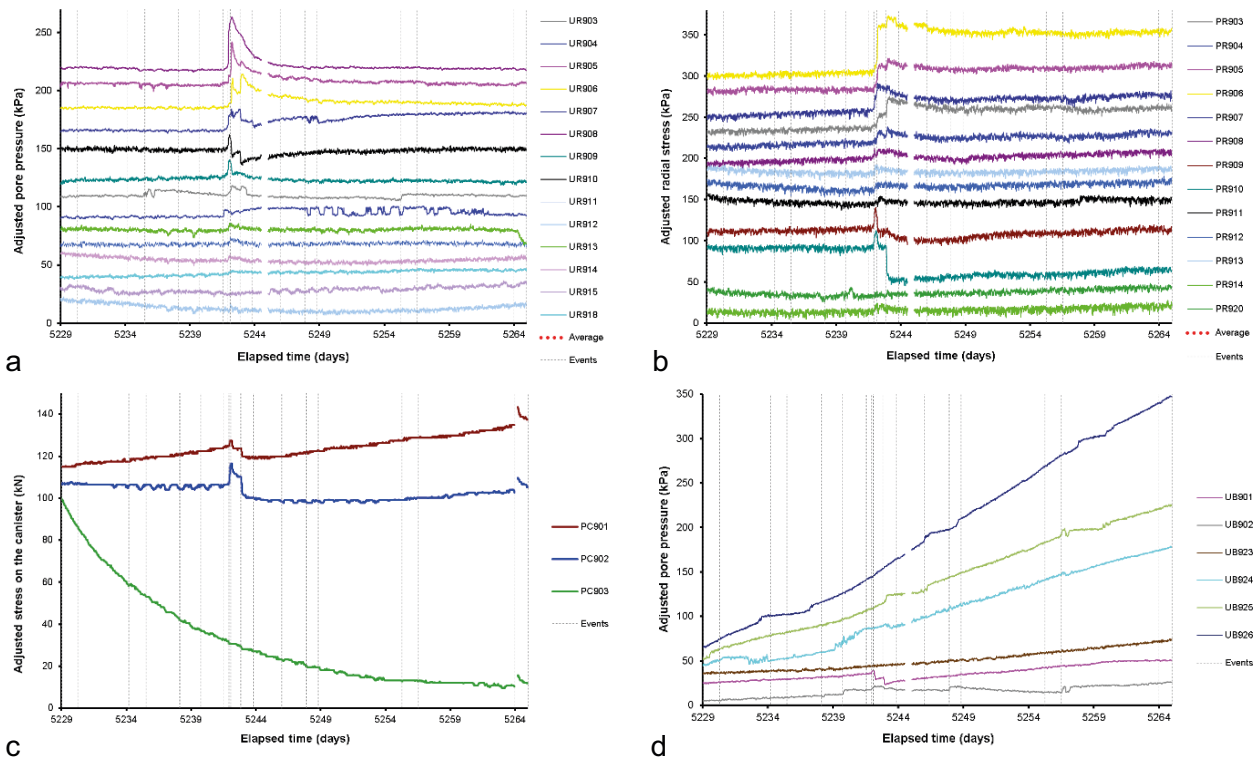 Adjusted pore pressure (kPa)
250
200
150
100
50
0
5229 5234 5239 5244 5249 5254 5259 5264
Elapsed time (days)
UR903
UR904
UR905
UR906
UR907
UR908
UR909
UR910
UR911
UR912
UR913
UR914
UR915
UR918
Average
Events
a
Adjusted radial stress (kPa)
350
300
250
200
150
100
50
0
5229 5234 5239 5244 5249 5254 5259 5264
Elapsed time (days)
PR903
PR904
PR905
PR906
PR907
PR908
PR909
PR910
PR911
PR912
PR913
PR914
PR920
Average
Events
b
Adjusted stress on the canister (kN)
140
120
100
80
60
40
20
0
5229 5234 5239 5244 5249 5254 5259 5264
Elapsed time (days)
PC901
PC902
PC903
Events
c
Adjusted pore pressure (kPa)
350
300
250
200
150
100
50
0
5229 5234 5239 5244 5249 5254 5259 5264
Elapsed time (days)
UB901
UB902
UB923
UB924
UB925
UB926
Events
d